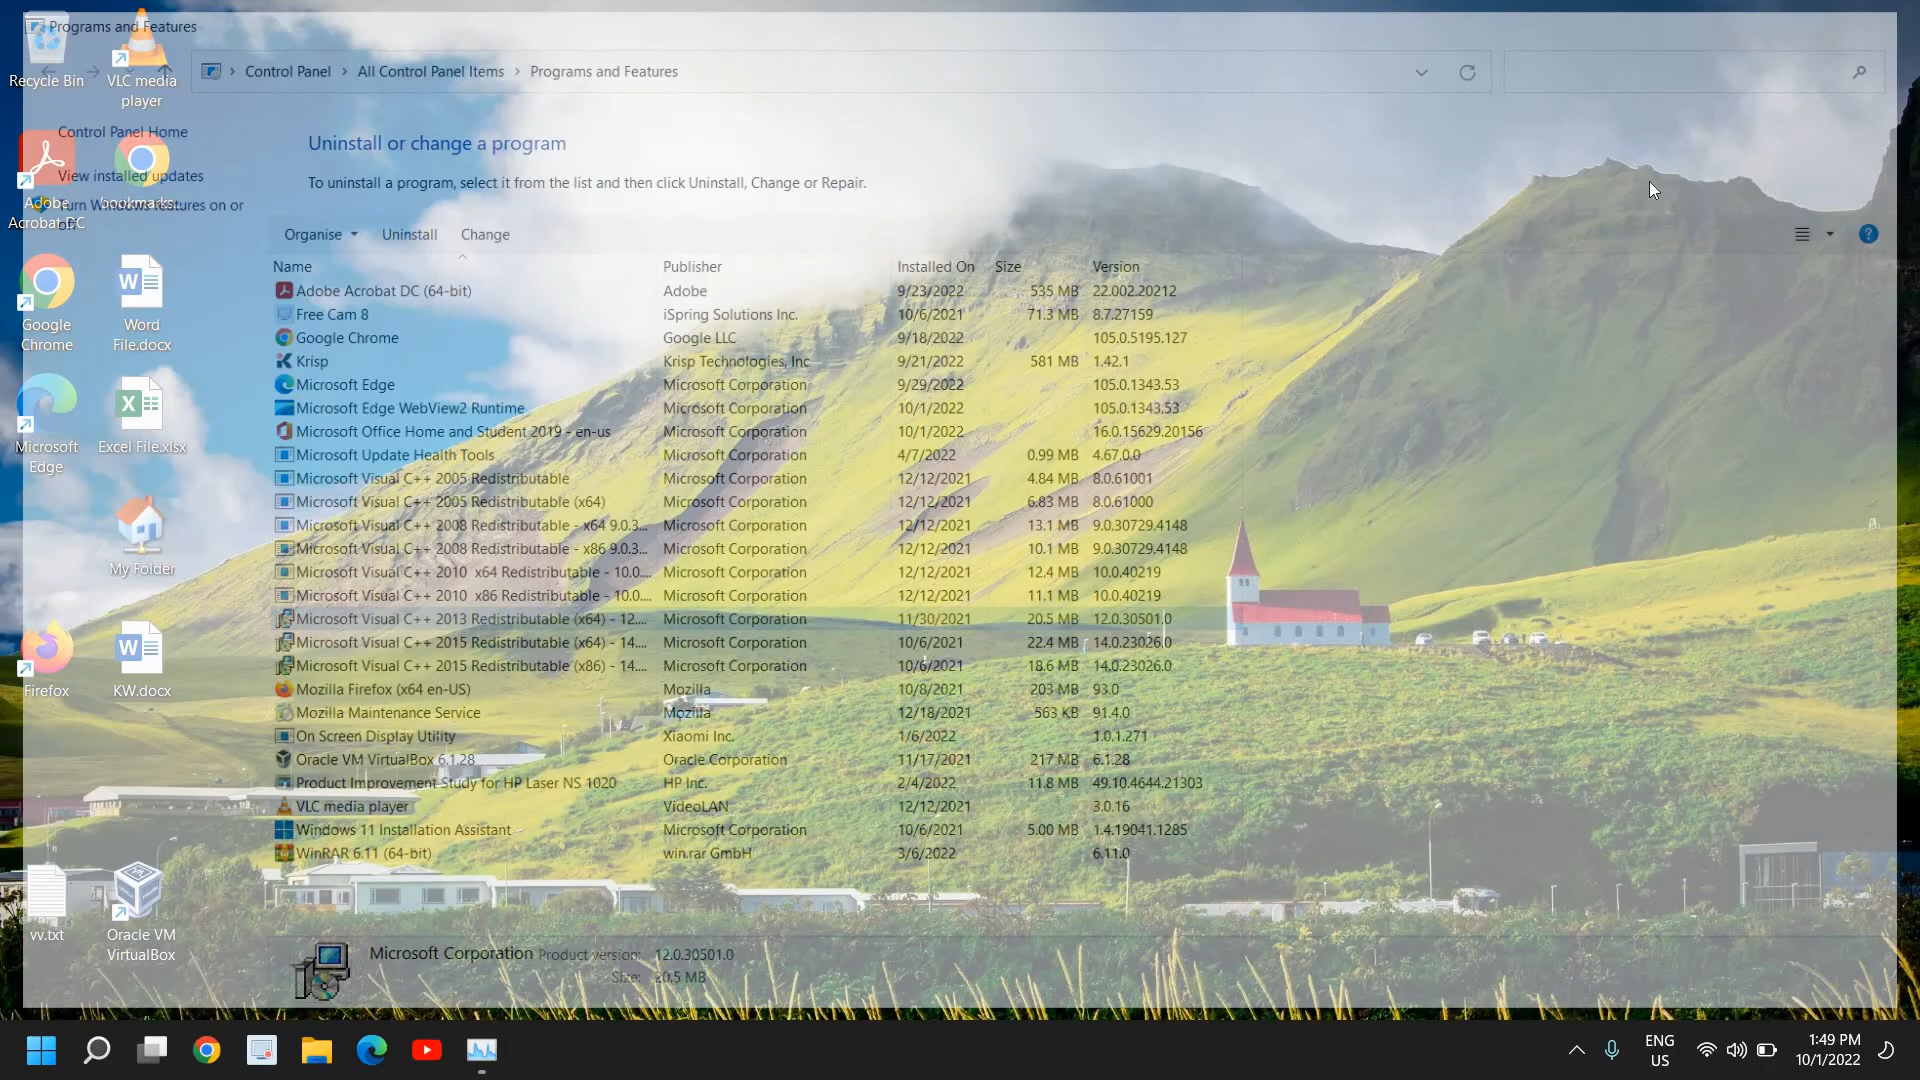 Programs and Features
Control Panel
All Control Panel Items
Programs and Features
Control Panel Home
View installed updates
Turn Windows features on or
off
Uninstall or change a program
To uninstall a program, select it from the list and then click Uninstall, Change or Repair.
Organise
Uninstall
Change
?
Name Publisher Installed On Size Version
Adobe Acrobat DC (64-bit) Adobe 9/23/2022 535 MB 22.002.20212
Free Cam 8 iSpring Solutions Inc. 10/6/2021 71.3 MB 8.7.27159
Google Chrome Google LLC 9/18/2022 105.0.5195.127
Krisp Krisp Technologies, Inc 9/21/2022 581 MB 1.42.1
Microsoft Edge Microsoft Corporation 9/29/2022 105.0.1343.53
Microsoft Edge WebView2 Runtime Microsoft Corporation 10/1/2022 105.0.1343.53
Microsoft Office Home and Student 2019 - en-us Microsoft Corporation 10/1/2022 16.0.15629.20156
Microsoft Update Health Tools Microsoft Corporation 4/7/2022 0.99 MB 4.67.0.0
Microsoft Visual C++ 2005 Redistributable Microsoft Corporation 12/12/2021 4.84 MB 8.0.61001
Microsoft Visual C++ 2005 Redistributable (x64) Microsoft Corporation 12/12/2021 6.83 MB 8.0.61000
Microsoft Visual C++ 2008 Redistributable - x64 9.0.3... Microsoft Corporation 12/12/2021 13.1 MB 9.0.30729.4148
Microsoft Visual C++ 2008 Redistributable - x86 9.0.3... Microsoft Corporation 12/12/2021 10.1 MB 9.0.30729.4148
Microsoft Visual C++ 2010 x64 Redistributable - 10.0.... Microsoft Corporation 12/12/2021 12.4 MB 10.0.40219
Microsoft Visual C++ 2010 x86 Redistributable - 10.0.... Microsoft Corporation 12/12/2021 11.1 MB 10.0.40219
Microsoft Visual C++ 2013 Redistributable (x64) - 12.... Microsoft Corporation 11/30/2021 20.5 MB 12.0.30501.0
Microsoft Visual C++ 2015 Redistributable (x64) - 14.... Microsoft Corporation 10/6/2021 22.4 MB 14.0.23026.0
Microsoft Visual C++ 2015 Redistributable (x86) - 14.... Microsoft Corporation 10/6/2021 18.6 MB 14.0.23026.0
Mozilla Firefox (x64 en-US) Mozilla 10/8/2021 203 MB 93.0
Mozilla Maintenance Service Mozilla 12/18/2021 563 KB 91.4.0
On Screen Display Utility Xiaomi Inc. 1/6/2022 1.0.1.271
Oracle VM VirtualBox 6.1.28 Oracle Corporation 11/17/2021 217 MB 6.1.28
Product Improvement Study for HP Laser NS 1020 HP Inc. 2/4/2022 11.8 MB 49.10.4644.21303
VLC media player VideoLAN 12/12/2021 3.0.16
Windows 11 Installation Assistant Microsoft Corporation 10/6/2021 5.00 MB 1.4.19041.1285
WinRAR 6.11 (64-bit) win.rar GmbH 3/6/2022 6.11.0
Microsoft Corporation Product version: 12.0.30501.0
Size: 20.5 MB
Recycle Bin
VLC media
player
Adobe
Acrobat DC
bookmarks...
Google
Chrome
Word
File.docx
Microsoft
Edge
Excel File.xlsx
My Folder
Firefox
KW.docx
vv.txt
Oracle VM
VirtualBox
ENG
US
1:49 PM
10/1/2022